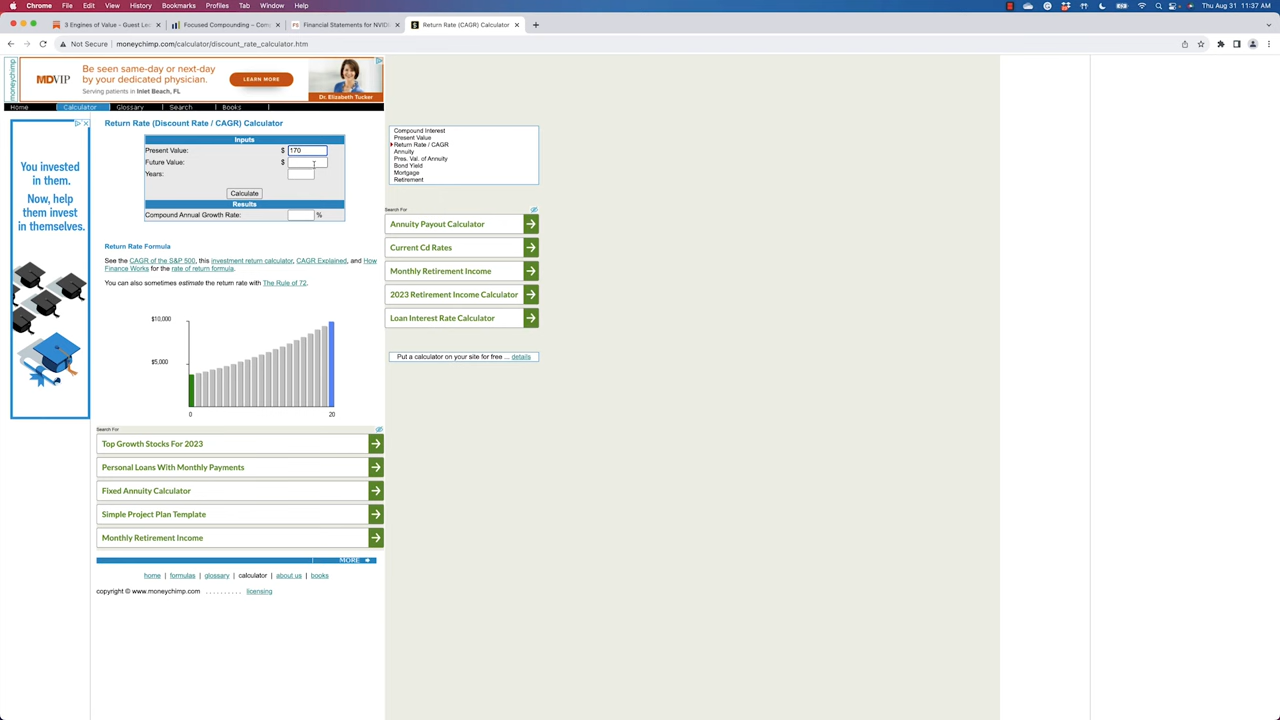 Chrome File Edit View History Bookmarks Profiles Tab Window Help
Thu Aug 31 11:37 AM
3 Engines of Value – Guest Le
Focused Compounding – Com
Financial Statements for NVID
Return Rate (CAGR) Calculator
Not Secure | moneychimp.com/calculator/discount_rate_calculator.htm
moneychimp
MDVIP
Be seen same-day or next-day
by your dedicated physician.
Serving patients in Inlet Beach, FL
LEARN MORE
Dr. Elizabeth Tucker
Home Calculator Glossary Search Books
You invested
in them.
Now, help
them invest
in themselves.
Return Rate (Discount Rate / CAGR) Calculator
Inputs
Present Value: $ 170
Future Value: $
Years:
Calculate
Results
Compound Annual Growth Rate: %
Return Rate Formula
See the CAGR of the S&P 500, this investment return calculator, CAGR Explained, and How
Finance Works for the rate of return formula.
You can also sometimes estimate the return rate with The Rule of 72.
$10,000
$5,000
0 20
Search For
Top Growth Stocks For 2023
Personal Loans With Monthly Payments
Fixed Annuity Calculator
Simple Project Plan Template
Monthly Retirement Income
MORE
home | formulas | glossary | calculator | about us | books
copyright © www.moneychimp.com . . . . . . . . . . licensing
Compound Interest
Present Value
Return Rate / CAGR
Annuity
Pres. Val. of Annuity
Bond Yield
Mortgage
Retirement
Search For
Annuity Payout Calculator
Current Cd Rates
Monthly Retirement Income
2023 Retirement Income Calculator
Loan Interest Rate Calculator
Put a calculator on your site for free ... details